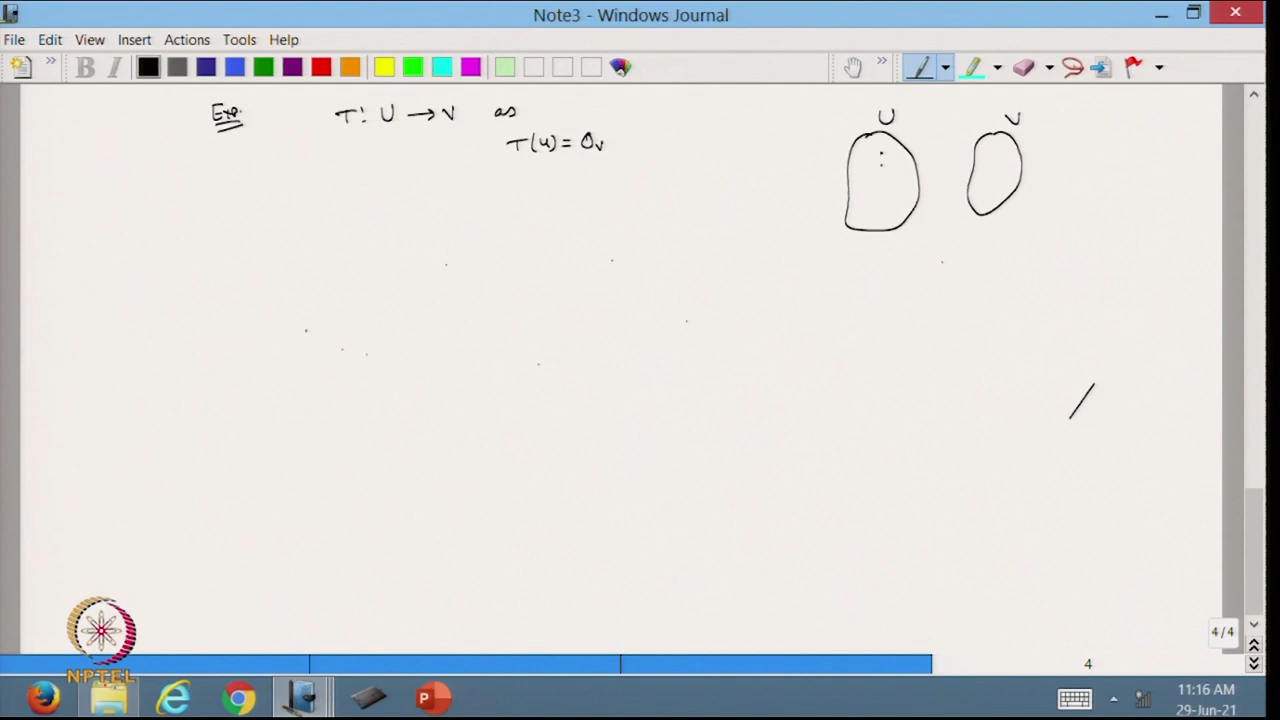 Note3 - Windows Journal
File Edit View Insert Actions Tools Help
Exp. T: U → V as
T(u) = 0v
U V
4/4
NPTEL
4
11:16 AM
29-Jun-21